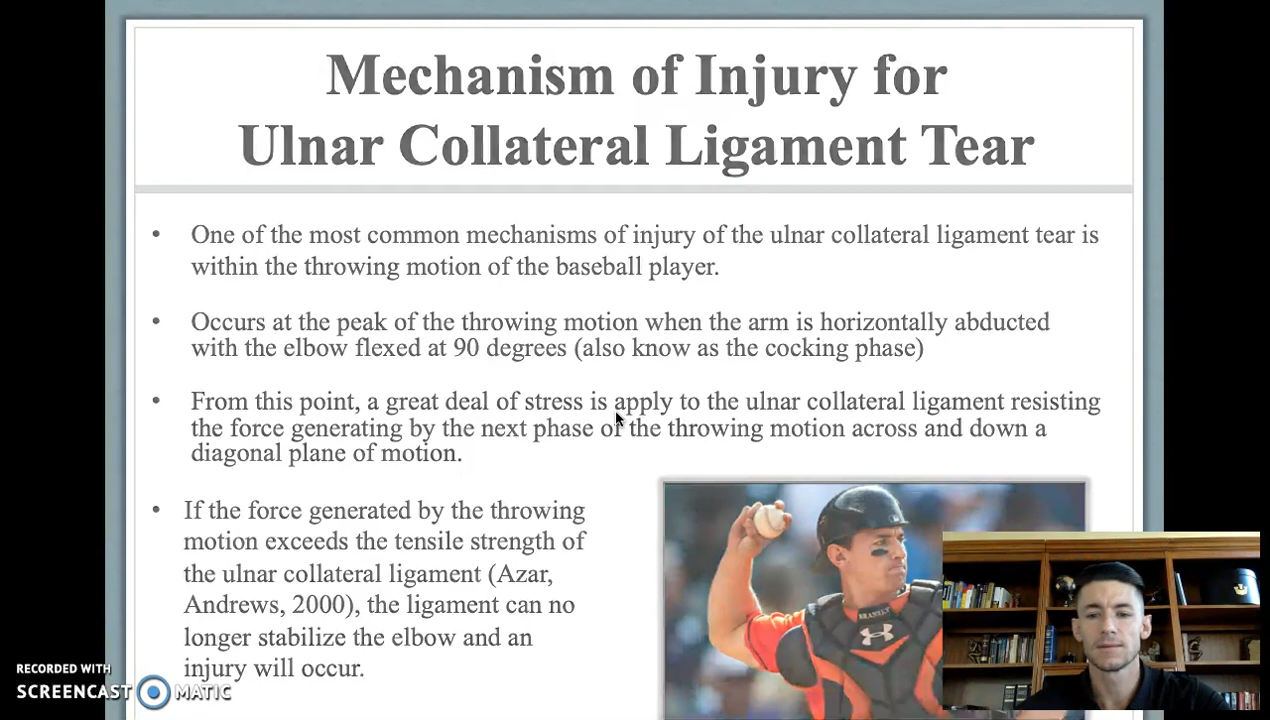 Mechanism of Injury for
Ulnar Collateral Ligament Tear
• One of the most common mechanisms of injury of the ulnar collateral ligament tear is
within the throwing motion of the baseball player.
• Occurs at the peak of the throwing motion when the arm is horizontally abducted
with the elbow flexed at 90 degrees (also know as the cocking phase)
• From this point, a great deal of stress is apply to the ulnar collateral ligament resisting
the force generating by the next phase of the throwing motion across and down a
diagonal plane of motion.
• If the force generated by the throwing
motion exceeds the tensile strength of
the ulnar collateral ligament (Azar,
Andrews, 2000), the ligament can no
longer stabilize the elbow and an
injury will occur.
RECORDED WITH
SCREENCAST MATIC